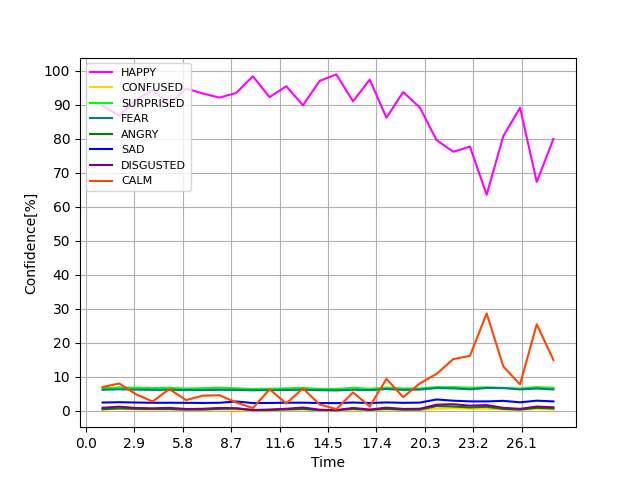 100
90
80
70
60
50
40
30
20
10
0
Confidence[%]
HAPPY
CONFUSED
SURPRISED
FEAR
ANGRY
SAD
DISGUSTED
CALM
0.0 2.9 5.8 8.7 11.6 14.5 17.4 20.3 23.2 26.1
Time